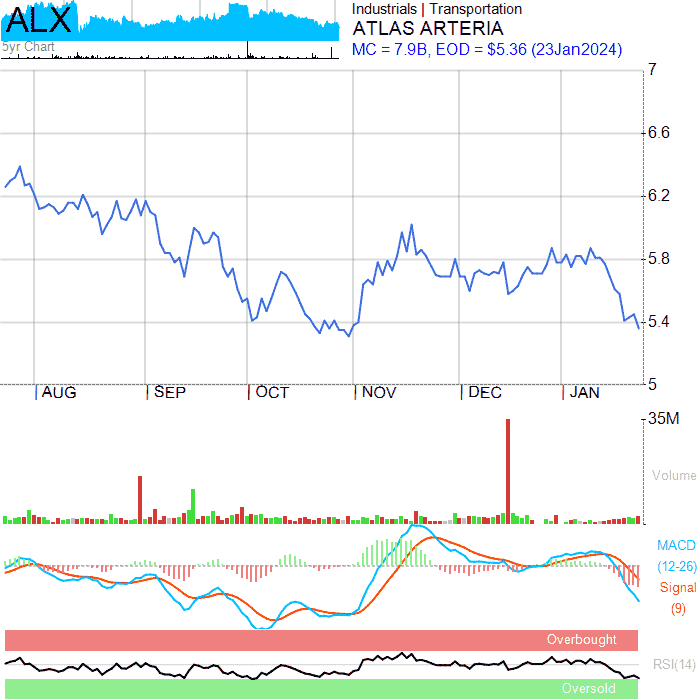 ALX
5yr Chart
Industrials | Transportation
ATLAS ARTERIA
MC = 7.9B, EOD = $5.36 (23Jan2024)
7
6.6
6.2
5.8
5.4
5
AUG SEP OCT NOV DEC JAN
35M
Volume
MACD
(12-26)
Signal
(9)
Overbought
RSI(14)
Oversold